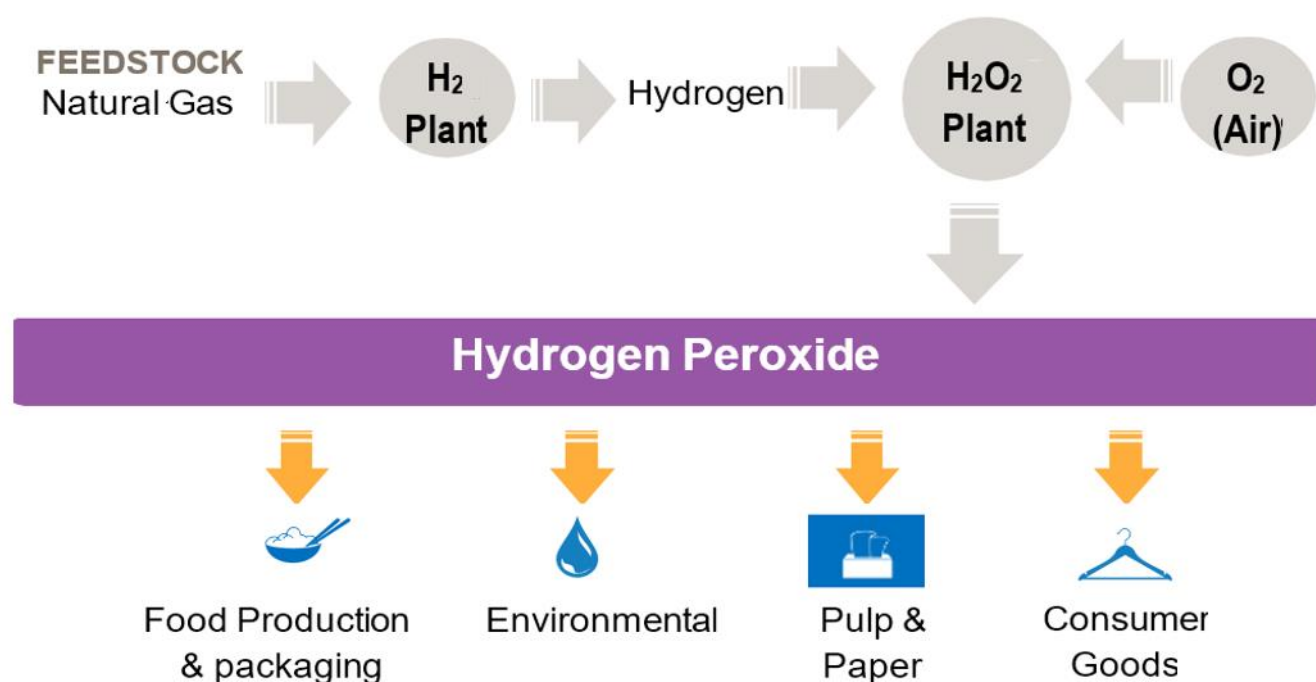 FEEDSTOCK
Natural Gas
H₂
Plant
Hydrogen
H₂O₂
Plant
O₂
(Air)
Hydrogen Peroxide
Food Production
& packaging
Environmental
Pulp &
Paper
Consumer
Goods